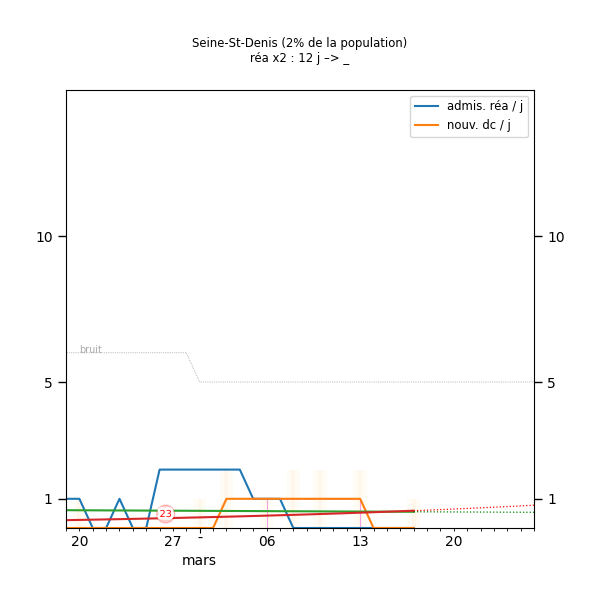 Seine-St-Denis (2% de la population)
réa x2 : 12 j –> _
admis. réa / j
nouv. dc / j
10 10
bruit
5 5
1 1
23
20 27 - 06 13 20
mars